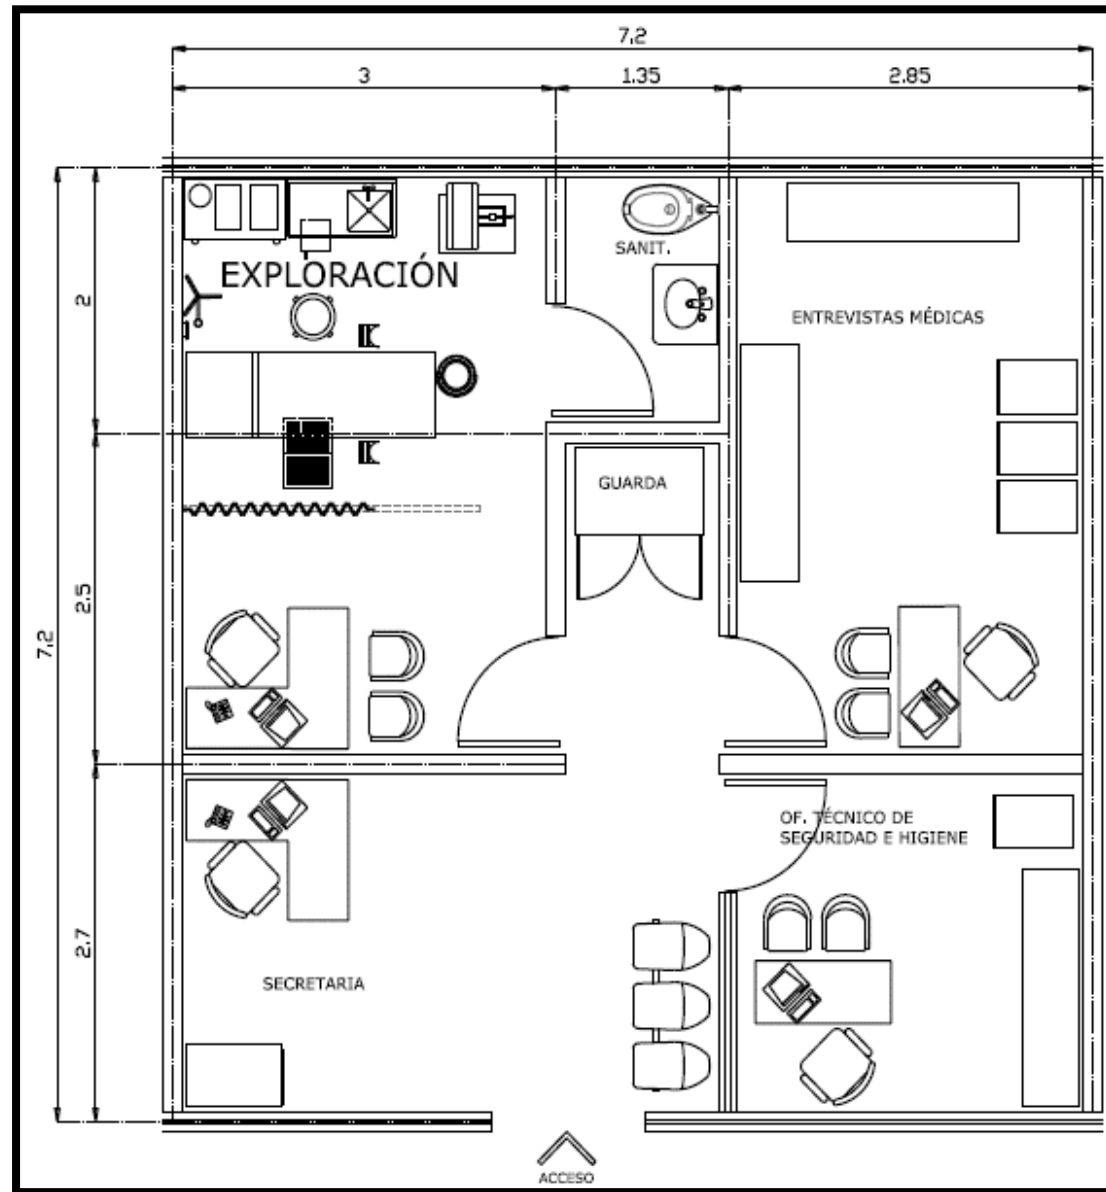 7,2
3
1.35
2.85
SANIT.
EXPLORACIÓN
2
ENTREVISTAS MÉDICAS
GUARDA
2.5
7,2
OF. TÉCNICO DE
SEGURIDAD E HIGIENE
2.7
SECRETARIA
ACCESO